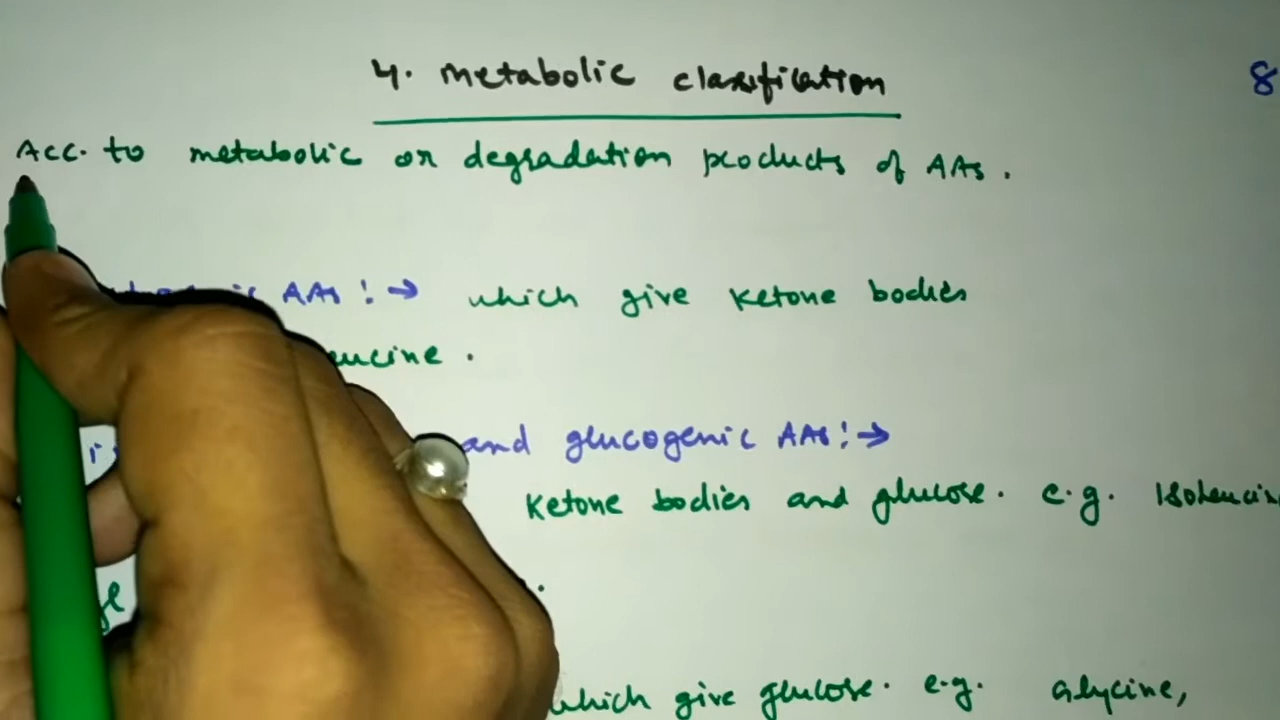 4. Metabolic classification
8
Acc. to metabolic or degradation products of AAs.
AAs :→ which give ketone bodies
eucine.
and glucogenic AAs :→
Ketone bodies and glucose. e.g. Isoleucin
which give glucose. e.g. Glycine,